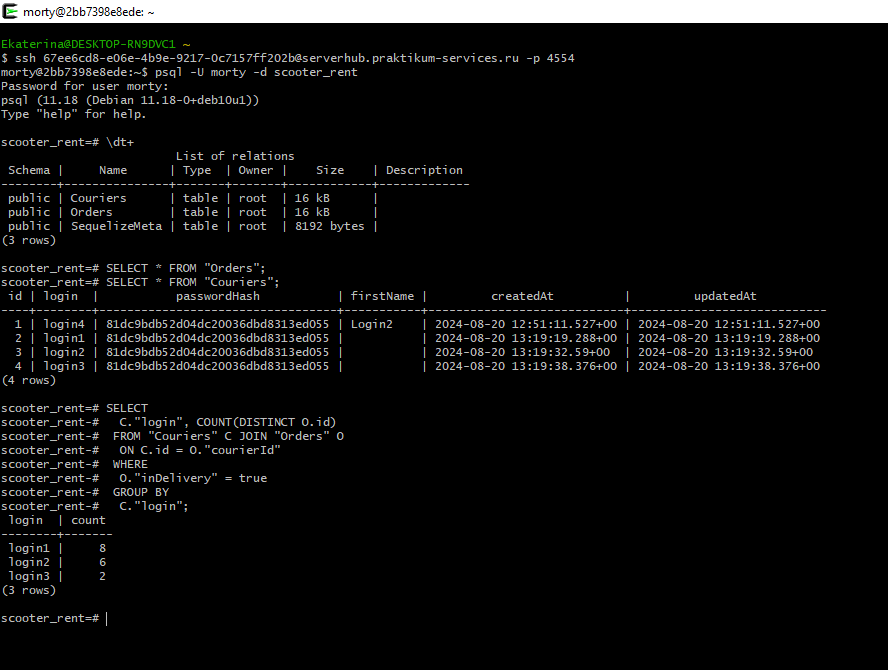 morty@2bb7398e8ede: ~
Ekaterina@DESKTOP-RN9DVC1 ~
$ ssh 67ee6cd8-e06e-4b9e-9217-0c7157ff202b@serverhub.praktikum-services.ru -p 4554
morty@2bb7398e8ede:~$ psql -U morty -d scooter_rent
Password for user morty:
psql (11.18 (Debian 11.18-0+deb10u1))
Type "help" for help.

scooter_rent=# \dt+
                         List of relations
 Schema |     Name      | Type  | Owner |    Size    | Description
--------+---------------+-------+-------+------------+-------------
 public | Couriers      | table | root  | 16 kB      |
 public | Orders        | table | root  | 16 kB      |
 public | SequelizeMeta | table | root  | 8192 bytes |
(3 rows)

scooter_rent=# SELECT * FROM "Orders";
scooter_rent=# SELECT * FROM "Couriers";
 id | login  |           passwordHash           | firstName |         createdAt          |         updatedAt
----+--------+----------------------------------+-----------+----------------------------+----------------------------
  1 | login4 | 81dc9bdb52d04dc20036dbd8313ed055 | Login2    | 2024-08-20 12:51:11.527+00 | 2024-08-20 12:51:11.527+00
  2 | login1 | 81dc9bdb52d04dc20036dbd8313ed055 |           | 2024-08-20 13:19:19.288+00 | 2024-08-20 13:19:19.288+00
  3 | login2 | 81dc9bdb52d04dc20036dbd8313ed055 |           | 2024-08-20 13:19:32.59+00  | 2024-08-20 13:19:32.59+00
  4 | login3 | 81dc9bdb52d04dc20036dbd8313ed055 |           | 2024-08-20 13:19:38.376+00 | 2024-08-20 13:19:38.376+00
(4 rows)

scooter_rent=# SELECT
scooter_rent-#   C."login", COUNT(DISTINCT O.id)
scooter_rent-#  FROM "Couriers" C JOIN "Orders" O
scooter_rent-#   ON C.id = O."courierId"
scooter_rent-#  WHERE
scooter_rent-#   O."inDelivery" = true
scooter_rent-#  GROUP BY
scooter_rent-#   C."login";
 login  | count
--------+-------
 login1 |     8
 login2 |     6
 login3 |     2
(3 rows)

scooter_rent=#